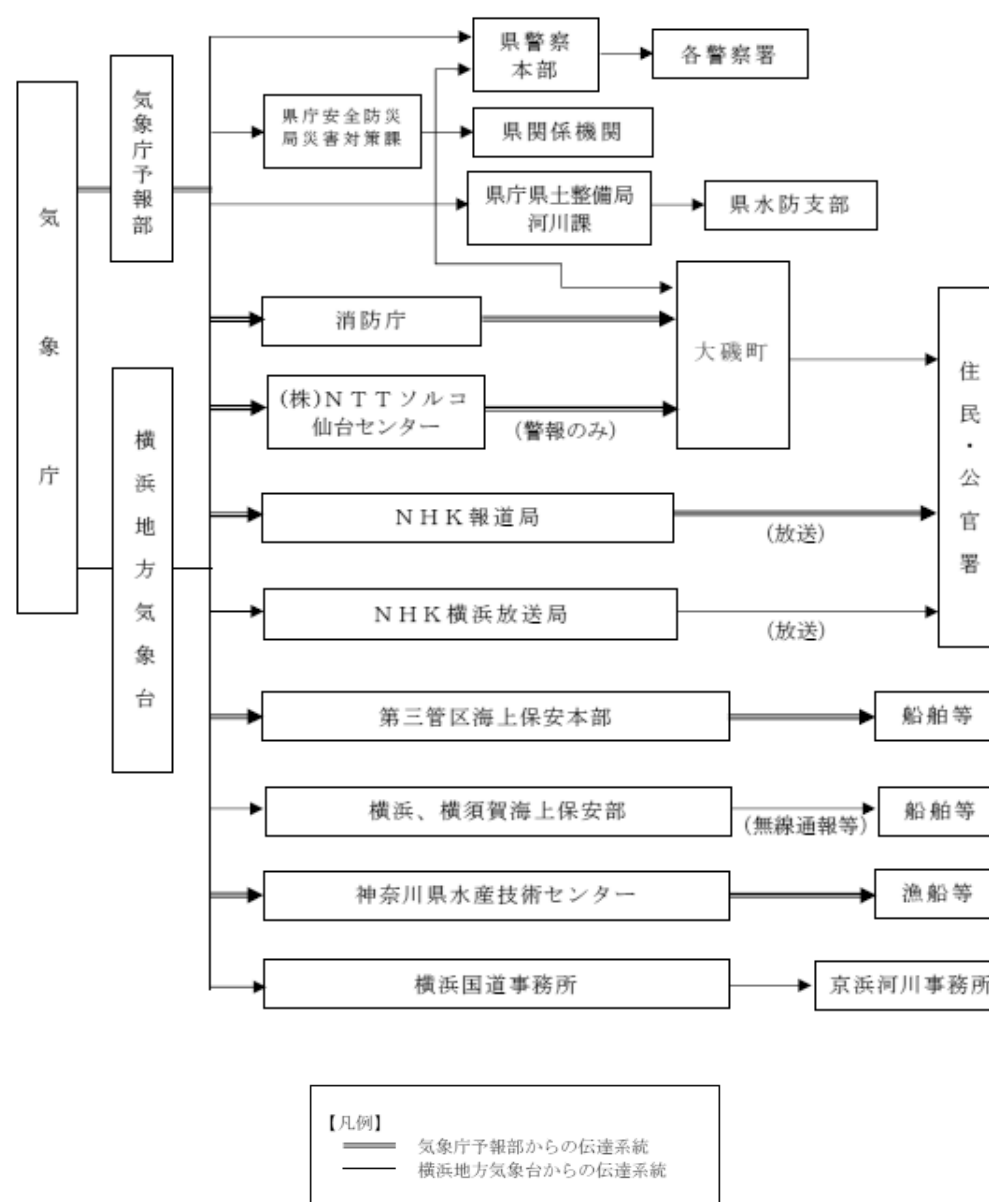 気象庁
気象庁予報部
横浜地方気象台
県警察
本部
各警察署
県庁安全防災
局災害対策課
県関係機関
県庁県土整備局
河川課
県水防支部
消防庁
大磯町
(株)ＮＴＴソルコ
仙台センター
(警報のみ)
住民・公官署
ＮＨＫ報道局
(放送)
ＮＨＫ横浜放送局
(放送)
第三管区海上保安本部
船舶等
横浜、横須賀海上保安部
(無線通報等)
船舶等
神奈川県水産技術センター
漁船等
横浜国道事務所
京浜河川事務所
【凡例】
気象庁予報部からの伝達系統
横浜地方気象台からの伝達系統